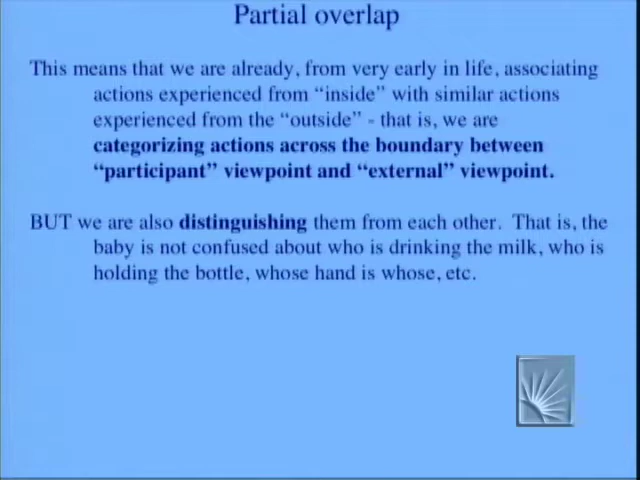 Partial overlap
This means that we are already, from very early in life, associating
actions experienced from “inside” with similar actions
experienced from the “outside” - that is, we are
categorizing actions across the boundary between
“participant” viewpoint and “external” viewpoint.
BUT we are also distinguishing them from each other. That is, the
baby is not confused about who is drinking the milk, who is
holding the bottle, whose hand is whose, etc.